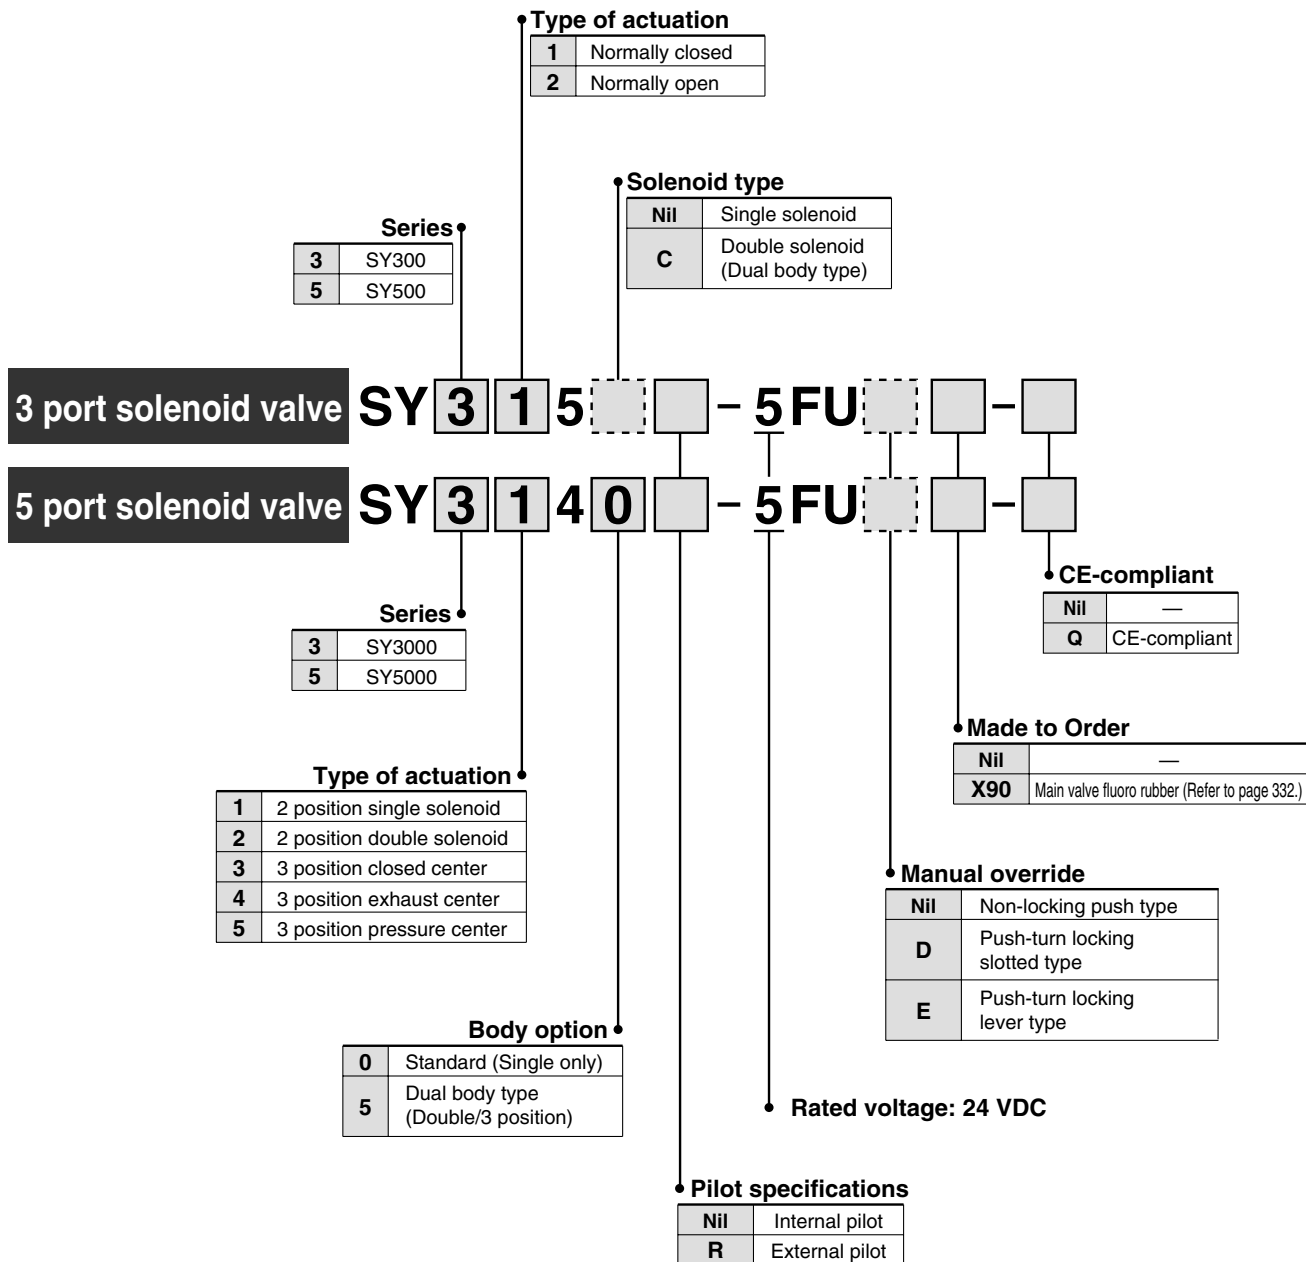 Type of actuation
1 Normally closed
2 Normally open
Solenoid type
Nil Single solenoid
C Double solenoid
(Dual body type)
Series
3 SY300
5 SY500
3 port solenoid valve SY 3 1 5 – 5 FU –
5 port solenoid valve SY 3 1 4 0 – 5 FU –
CE-compliant
Nil —
Q CE-compliant
Series
3 SY3000
5 SY5000
Made to Order
Nil —
X90 Main valve fluoro rubber (Refer to page 332.)
Type of actuation
1 2 position single solenoid
2 2 position double solenoid
3 3 position closed center
4 3 position exhaust center
5 3 position pressure center
Manual override
Nil Non-locking push type
D Push-turn locking
slotted type
E Push-turn locking
lever type
Body option
0 Standard (Single only)
5 Dual body type
(Double/3 position)
Rated voltage: 24 VDC
Pilot specifications
Nil Internal pilot
R External pilot